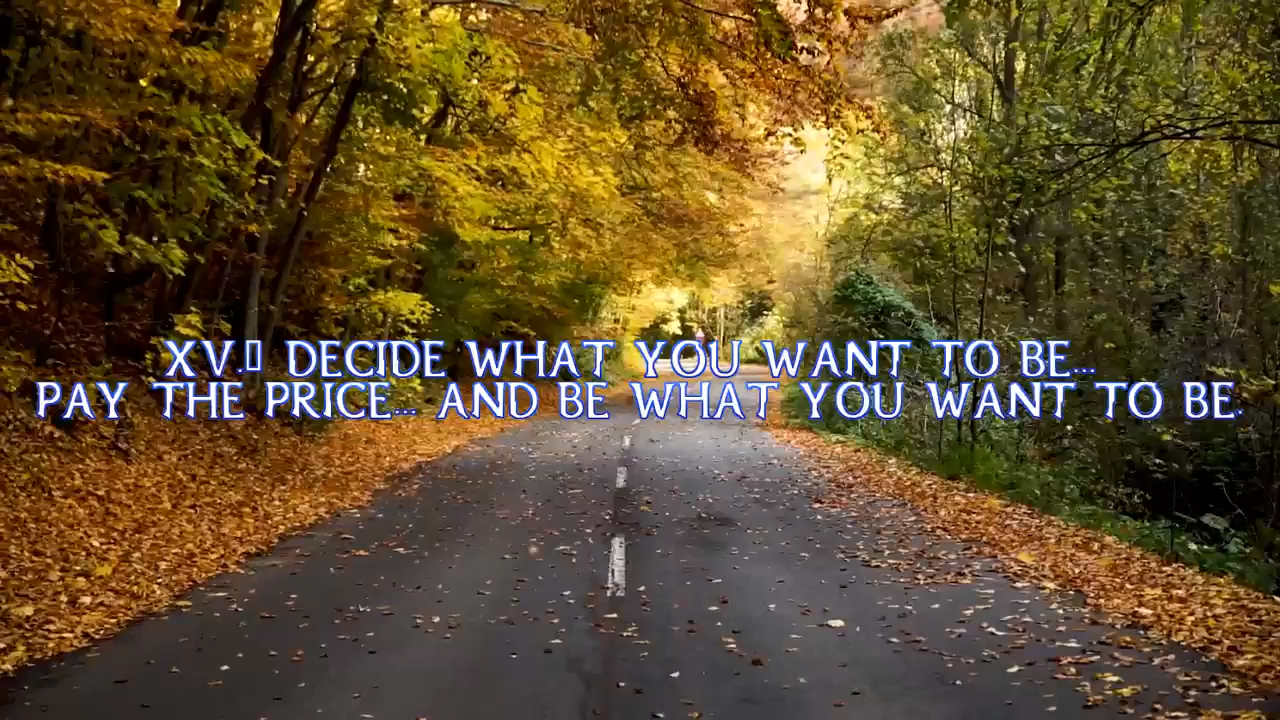 XV.▯ DECIDE WHAT YOU WANT TO BE...
PAY THE PRICE... AND BE WHAT YOU WANT TO BE.